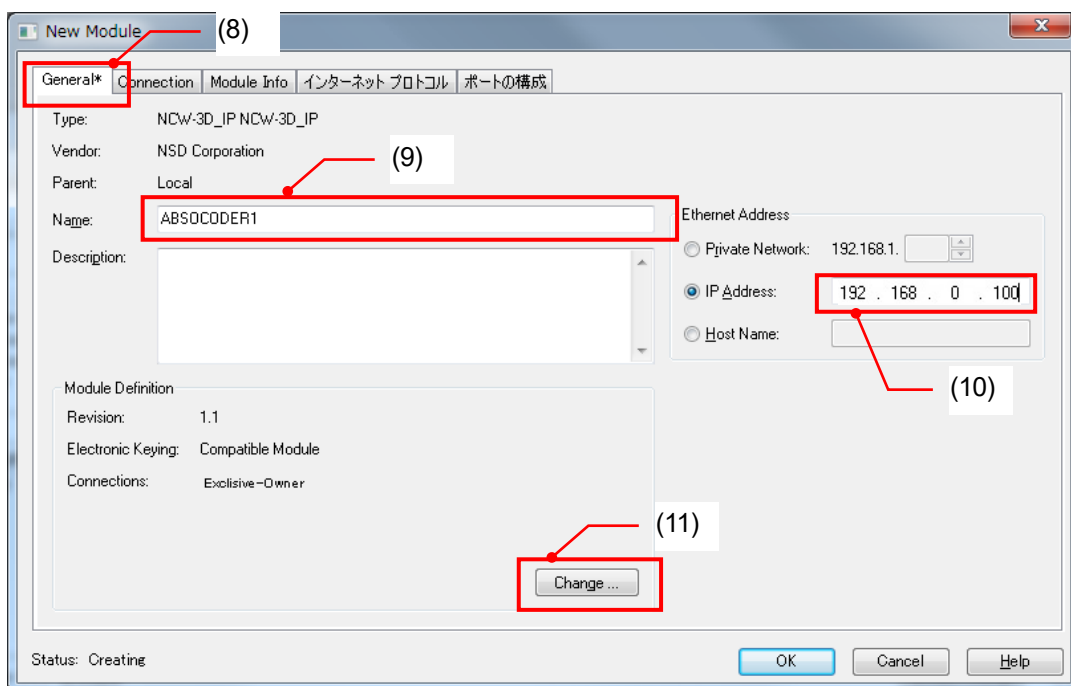 New Module
(8)
General* Connection Module Info インターネット プロトコル ポートの構成
Type: NCW-3D_IP NCW-3D_IP
Vendor: NSD Corporation
(9)
Parent: Local
Name: ABSOCODER1
Description:
Ethernet Address
Private Network: 192.168.1.
IP Address: 192 . 168 . 0 . 100
Host Name:
(10)
Module Definition
Revision: 1.1
Electronic Keying: Compatible Module
Connections: Exclisive-Owner
(11)
Change ...
Status: Creating
OK Cancel Help